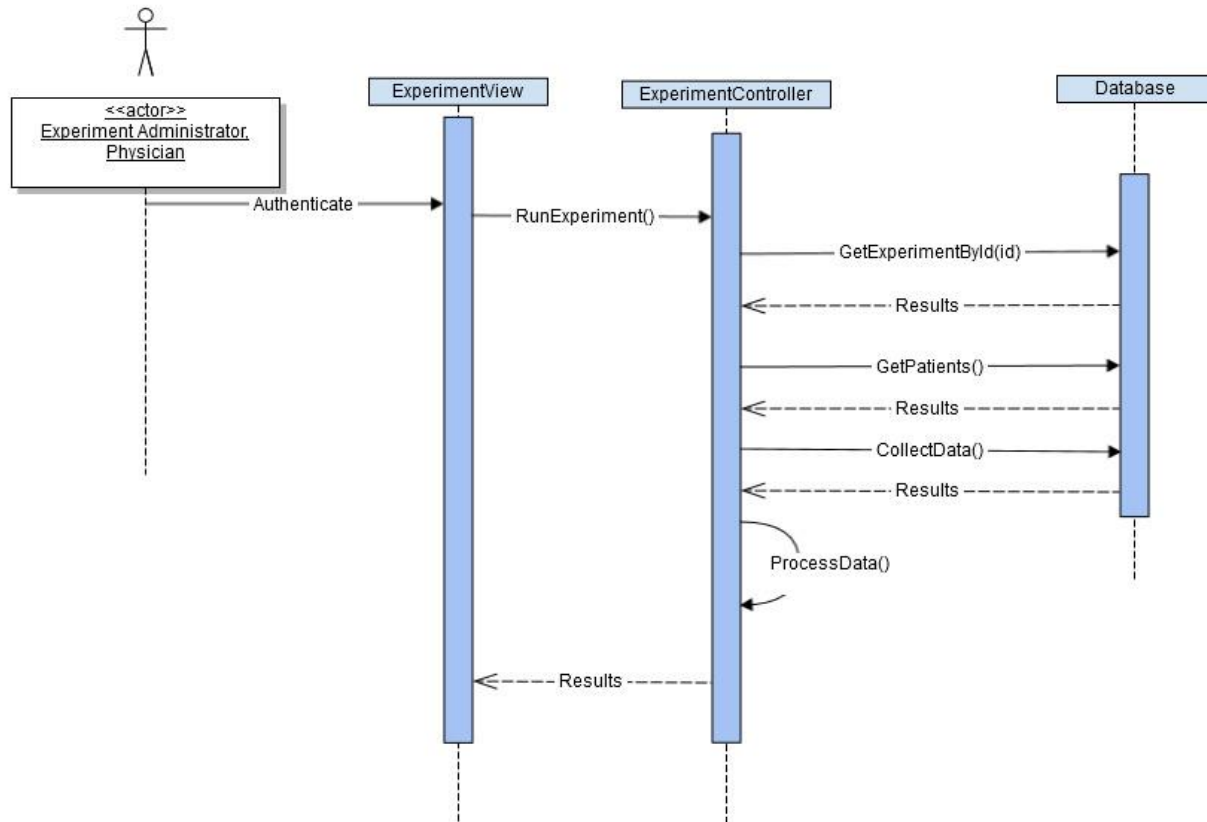 ExperimentView
ExperimentController
Database
<<actor>>
Experiment Administrator,
Physician
Authenticate
RunExperiment()
GetExperimentById(id)
Results
GetPatients()
Results
CollectData()
Results
ProcessData()
Results